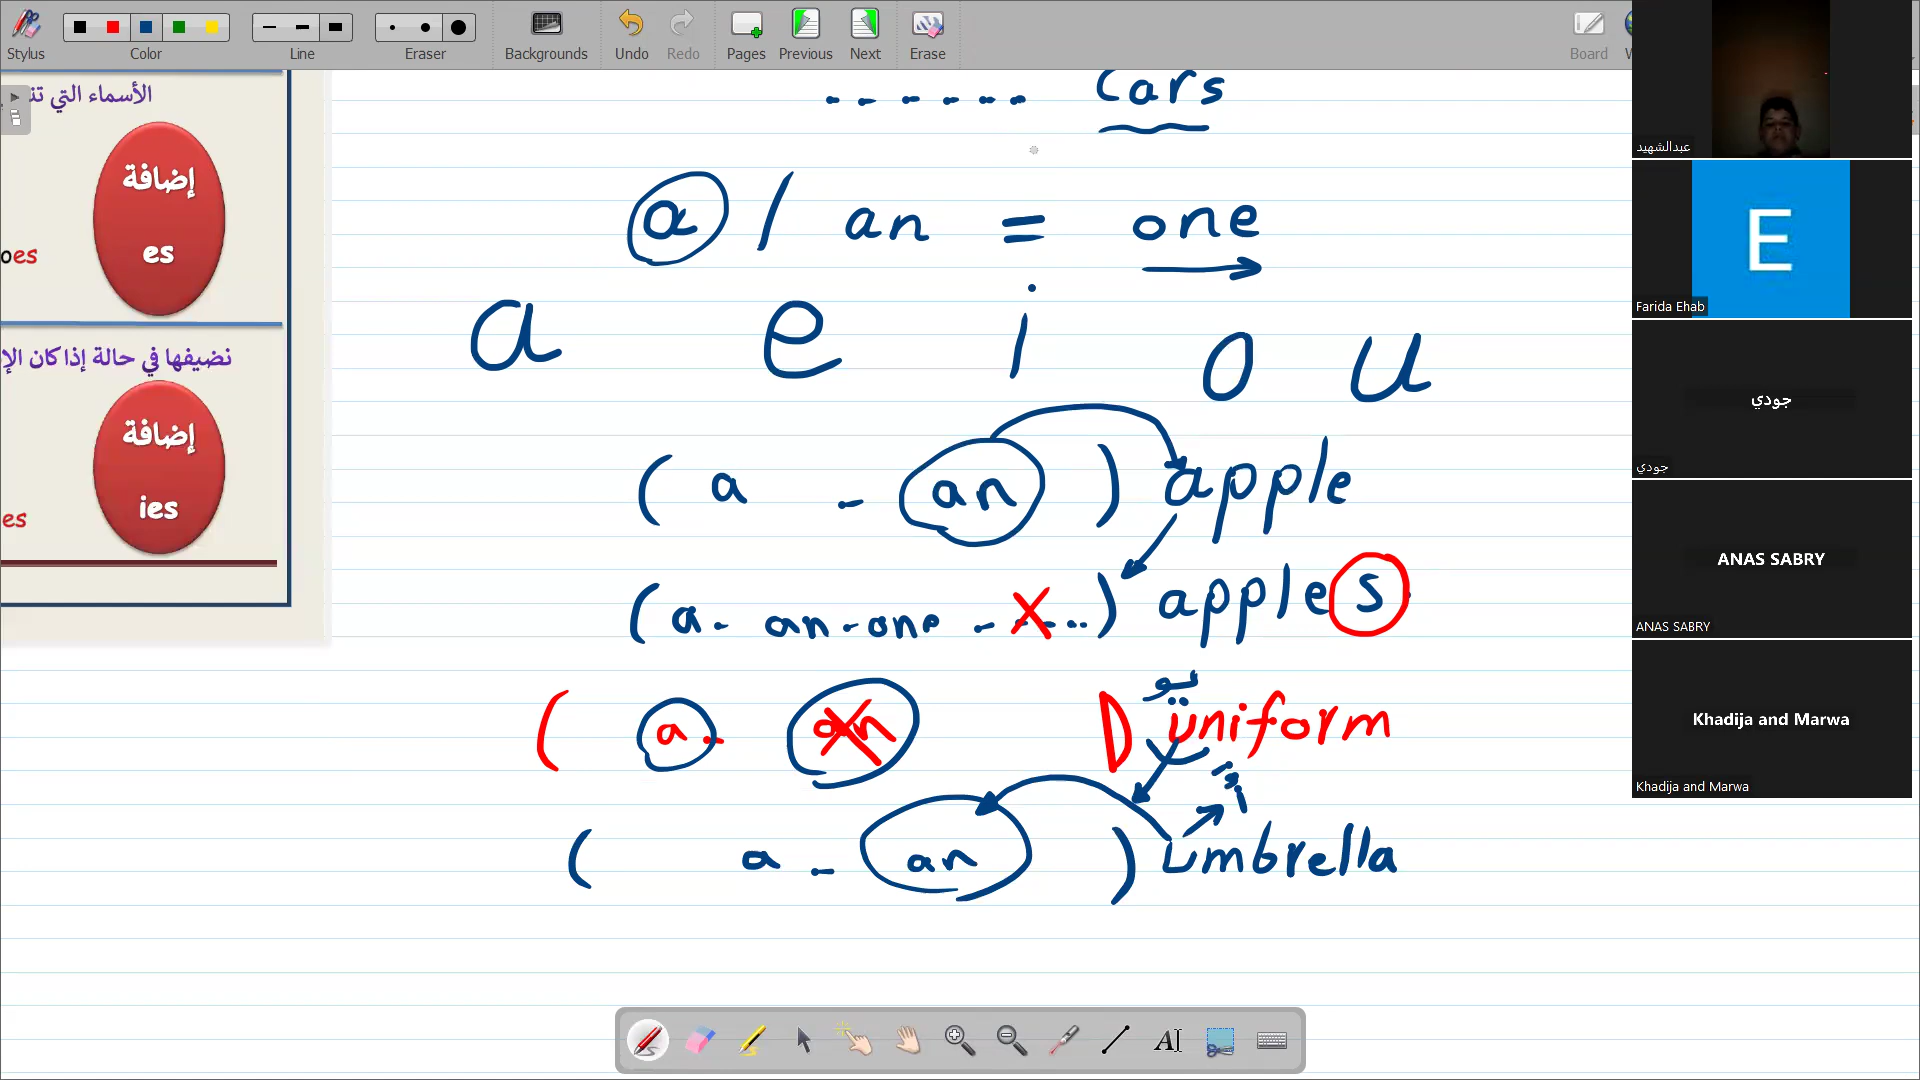 Stylus Color Line Eraser Backgrounds Undo Redo Pages Previous Next Erase Board
الأسماء التي
إضافة
es
oes
نضيفها في حالة إذا كان
إضافة
ies
es
------ Cars
a / an = one
a e i o u
( a - an ) apple
( a - an - one - ..... ) apples
يو
( a - an ) uniform
أ
( a - an ) umbrella
عبدالشهيد
E
Farida Ehab
جودي
جودي
ANAS SABRY
ANAS SABRY
Khadija and Marwa
Khadija and Marwa